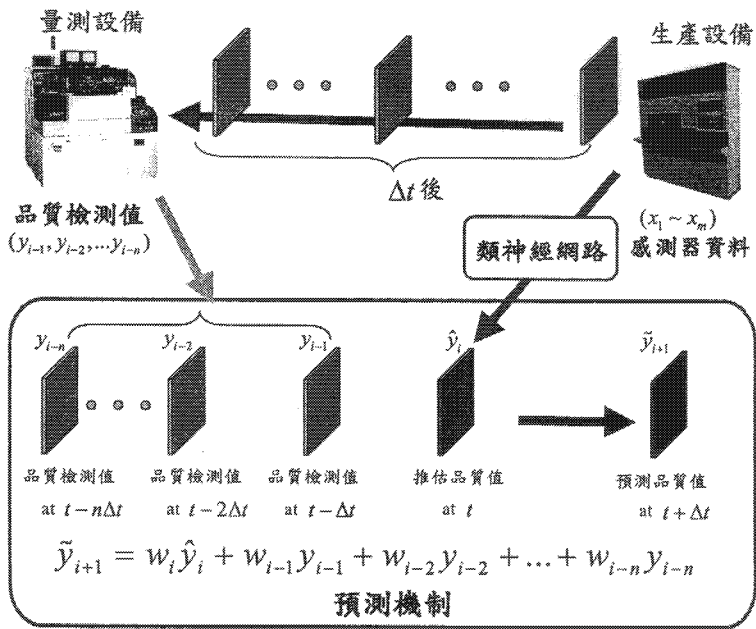 量測設備
生產設備
Δt 後
品質檢測值
(y_{i-1}, y_{i-2}, ...y_{i-n})
(x_1 ~ x_m)
感測器資料
類神經網路
y_{i-n}
y_{i-2}
y_{i-1}
ŷ_i
ỹ_{i+1}
品質檢測值
at t-nΔt
品質檢測值
at t-2Δt
品質檢測值
at t-Δt
推估品質值
at t
預測品質值
at t+Δt
ỹ_{i+1} = w_i ŷ_i + w_{i-1} y_{i-1} + w_{i-2} y_{i-2} + ... + w_{i-n} y_{i-n}
預測機制